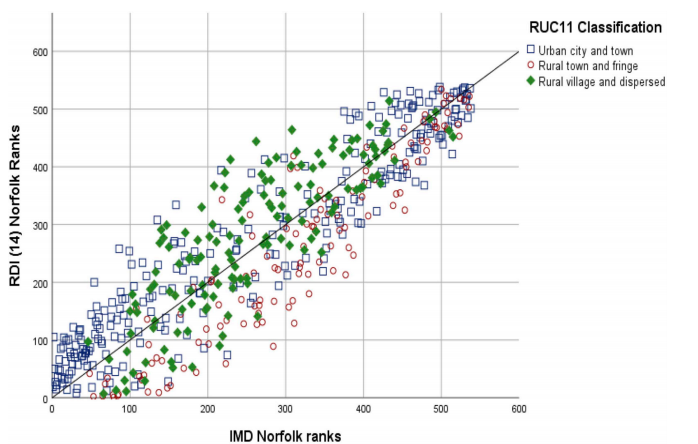 RUC11 Classification
Urban city and town
Rural town and fringe
Rural village and dispersed
RDI (14) Norfolk Ranks
600
500
400
300
200
100
0
0 100 200 300 400 500 600
IMD Norfolk ranks